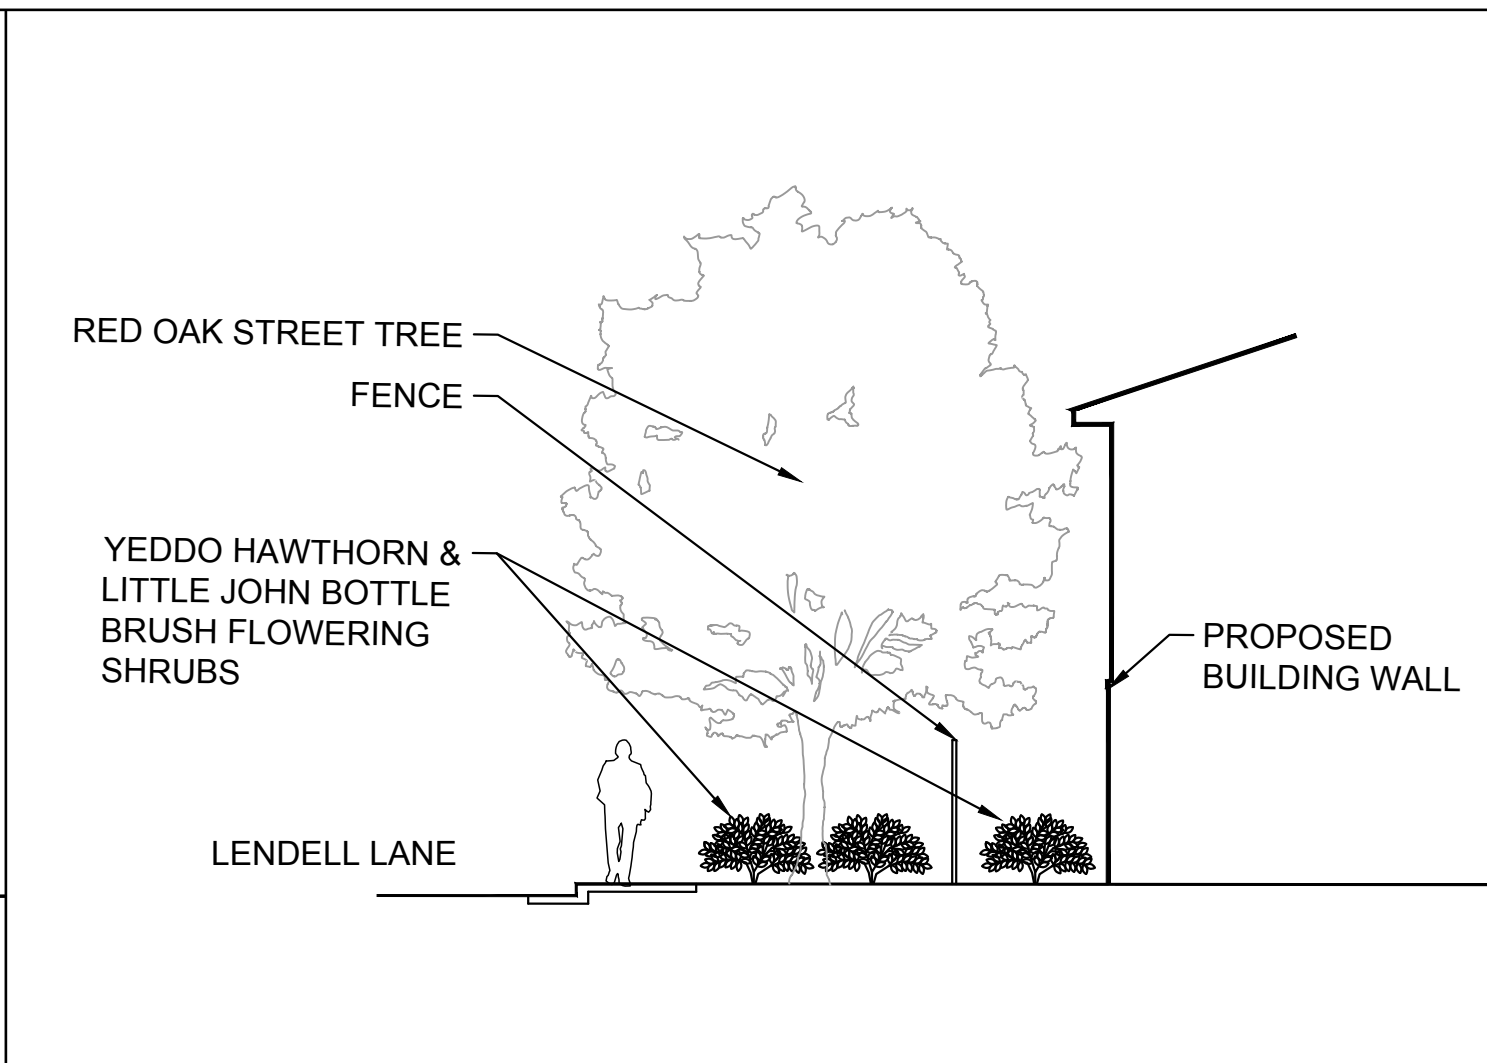 RED OAK STREET TREE
FENCE
YEDDO HAWTHORN &
LITTLE JOHN BOTTLE
BRUSH FLOWERING
SHRUBS
PROPOSED
BUILDING WALL
LENDELL LANE